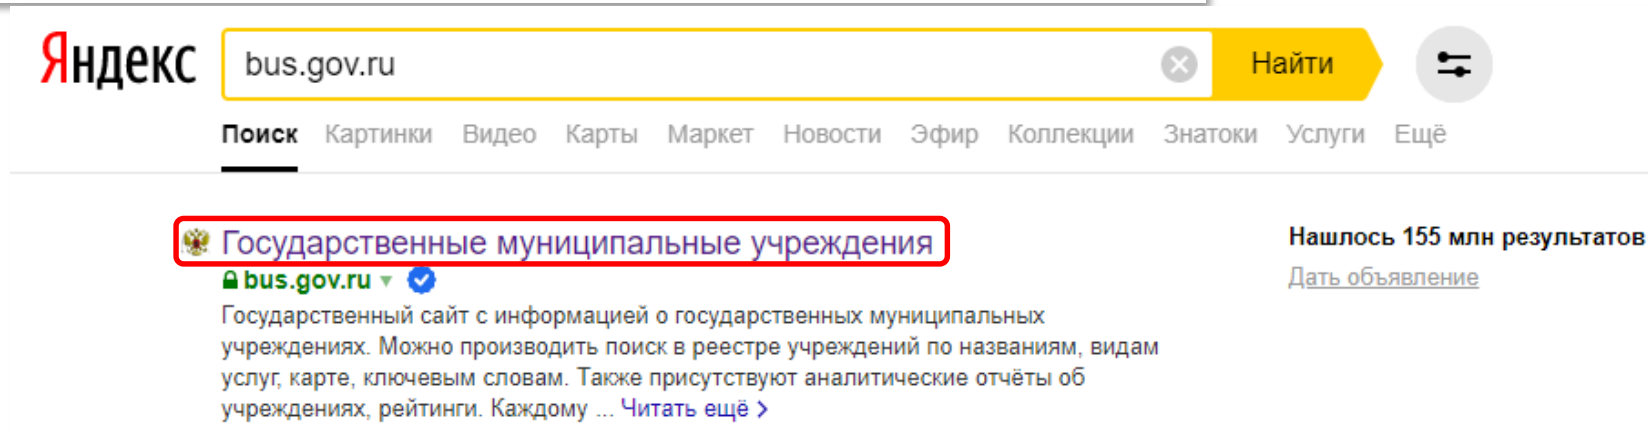 Яндекс bus.gov.ru Найти
Поиск Картинки Видео Карты Маркет Новости Эфир Коллекции Знатоки Услуги Ещё
Государственные муниципальные учреждения
bus.gov.ru
Государственный сайт с информацией о государственных муниципальных
учреждениях. Можно производить поиск в реестре учреждений по названиям, видам
услуг, карте, ключевым словам. Также присутствуют аналитические отчёты об
учреждениях, рейтинги. Каждому ... Читать ещё >
Нашлось 155 млн результатов
Дать объявление